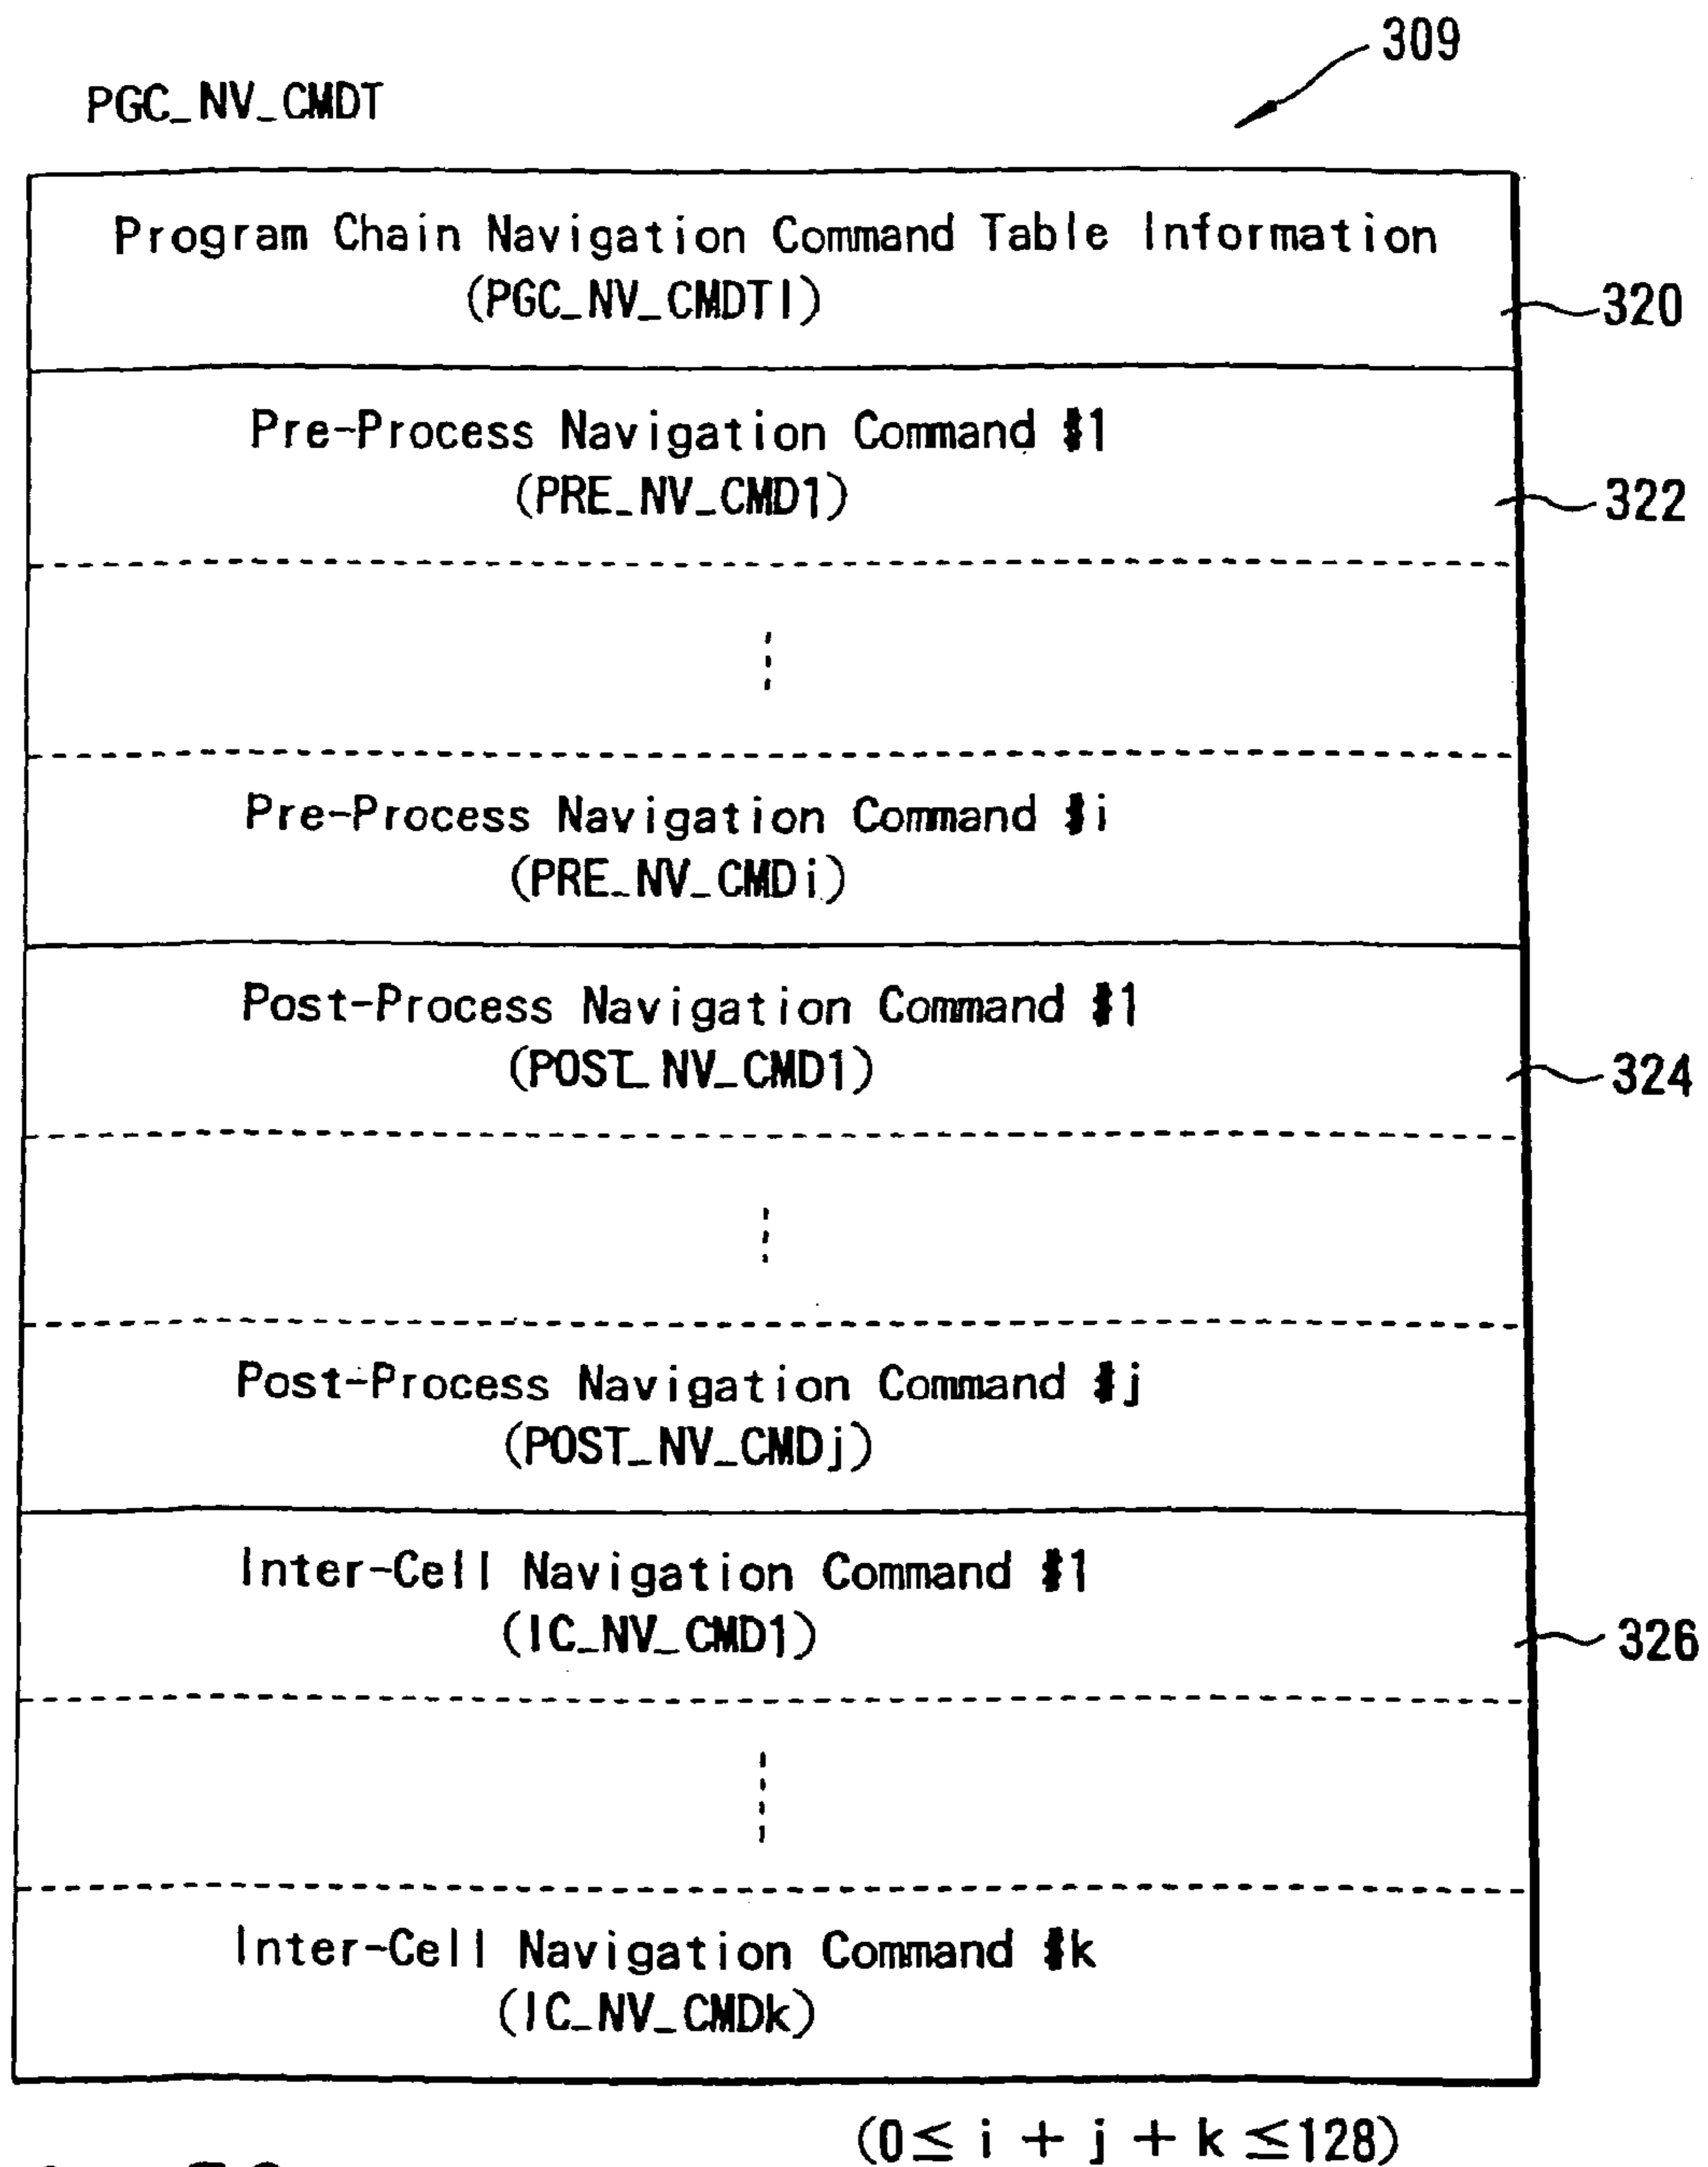 309
PGC_NV_CMDT
Program Chain Navigation Command Table Information
(PGC_NV_CMDTI)
320
Pre-Process Navigation Command #1
(PRE_NV_CMD1)
322
Pre-Process Navigation Command #i
(PRE_NV_CMDi)
Post-Process Navigation Command #1
(POST_NV_CMD1)
324
Post-Process Navigation Command #j
(POST_NV_CMDj)
Inter-Cell Navigation Command #1
(IC_NV_CMD1)
326
Inter-Cell Navigation Command #k
(IC_NV_CMDk)
(0≤ i + j + k ≤128)